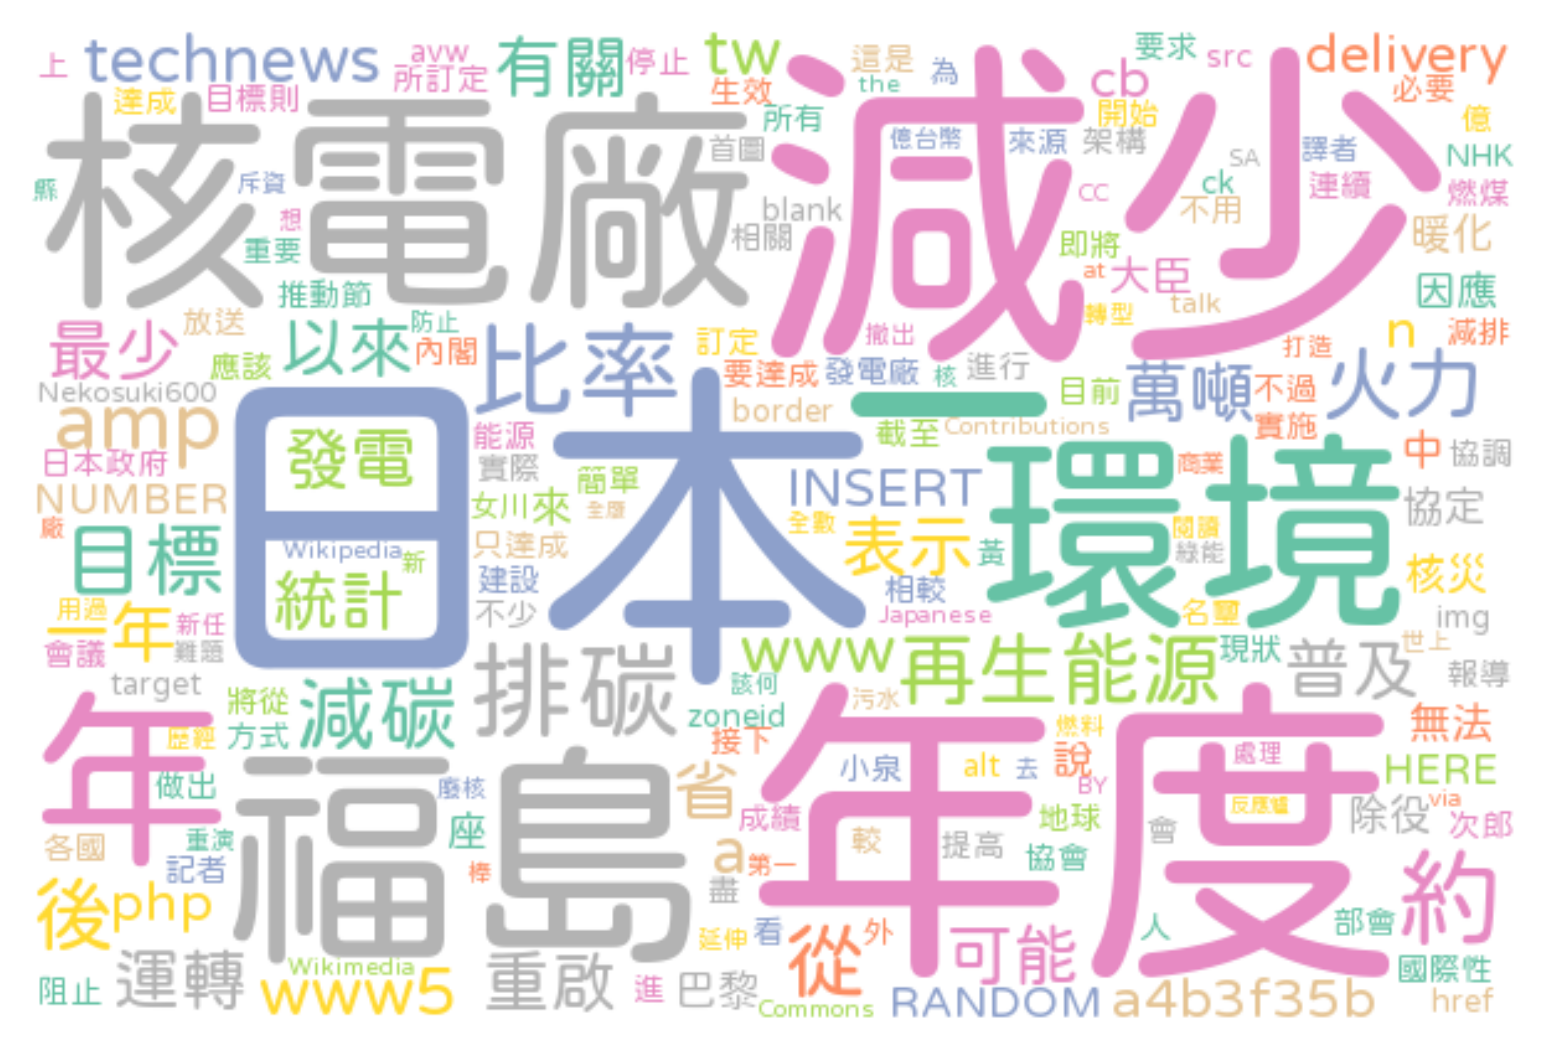 上 technews avw 所訂定 有關 停止 tw 生效 這是 the 為 cb 要求 src delivery 必要
達成 目標則 所有 開始 億
核電廠 減少
首圖 億台幣 來源 架構 SA 譯者 NHK
縣 斥資 想 blank CC ck 連續 燃煤
重要 相關 即將 不用 暖化
推動節 at 大臣 talk 因應
最少 放送 應該 以來 防止 內閣 比率 訂定 撤出 轉型 n 減排
打造
Nekosuki600 要達成 發電廠 核 進行 目前 萬噸 不過 火力
amp border 一 截至 Contributions 實施
日本政府 發電 能源 實際 簡單 商業 中 協調
NUMBER 日本 INSERT 環境 協定
廠 女川 來 全數 表示 閱讀
目標 Wikipedia 新 只達成 黃 綠能 核災
統計 建設 相較
用過 一年 新任 不少 Japanese 名 img
會議 難題 www 再生能源 現狀 普及 世上
target 排碳 該何 報導
將從 減碳 zoneid 污水
年 歷經 方式 接下 年度 燃料 無法
做出 福島 廢核 省 小泉 alt 去 說 處理 HERE
BY 反應爐 via
各國 重演 座 成績 較 提高 地球 會 除役 次郎
記者 棒 a 第一 協會
後 php 盡 約
延伸 看 外 人 部會
阻止 運轉 Wikimedia www5 重啟 進 巴黎 從 可能 國際性
Commons RANDOM a4b3f35b href